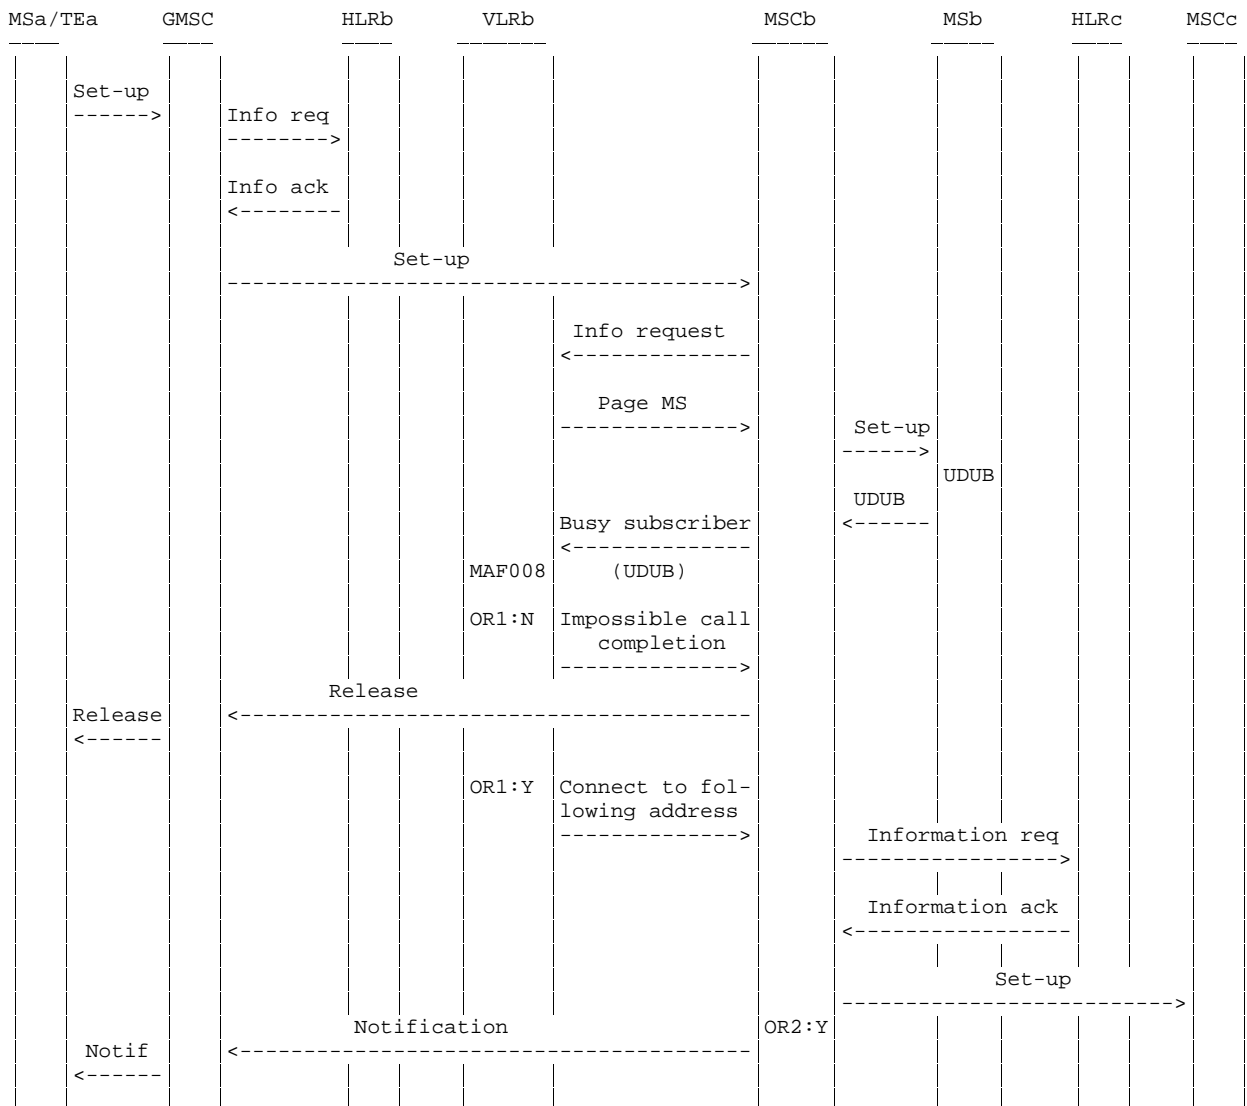 MSa/TEa GMSC HLRb VLRb MSCb MSb HLRc MSCc
Set-up
------>
Info req
-------->
Info ack
<--------
Set-up
---------------------------------------->
Info request
<--------------
Page MS
-------------->
Set-up
------>
UDUB
UDUB
<------
Busy subscriber
<--------------
MAF008 (UDUB)
OR1:N Impossible call
completion
-------------->
Release
<----------------------------------------
Release
<------
OR1:Y Connect to fol-
lowing address
-------------->
Information req
----------------->
Information ack
<-----------------
Set-up
-------------------------->
Notification OR2:Y
<----------------------------------------
Notif
<------